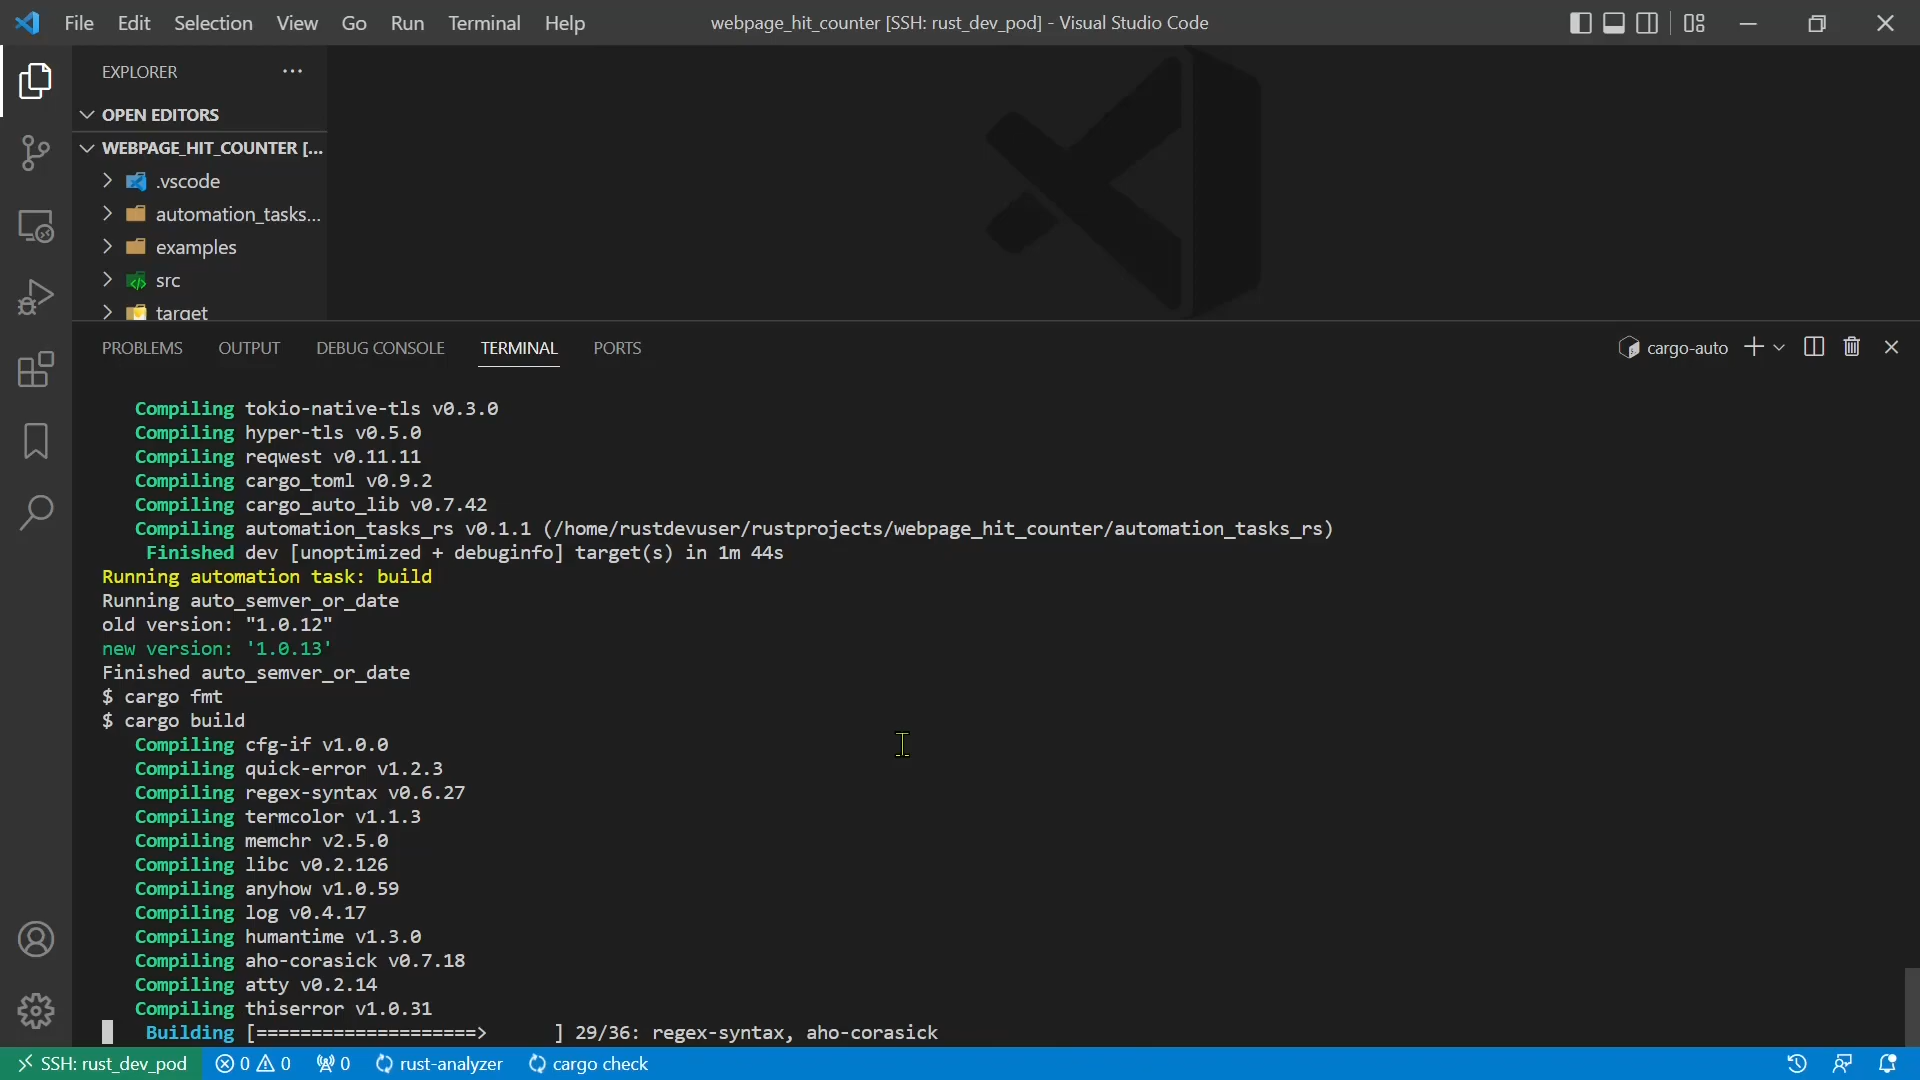 File Edit Selection View Go Run Terminal Help
webpage_hit_counter [SSH: rust_dev_pod] - Visual Studio Code
EXPLORER
OPEN EDITORS
WEBPAGE_HIT_COUNTER [...
.vscode
automation_tasks...
examples
src
target
PROBLEMS OUTPUT DEBUG CONSOLE TERMINAL PORTS
cargo-auto
Compiling tokio-native-tls v0.3.0
Compiling hyper-tls v0.5.0
Compiling reqwest v0.11.11
Compiling cargo_toml v0.9.2
Compiling cargo_auto_lib v0.7.42
Compiling automation_tasks_rs v0.1.1 (/home/rustdevuser/rustprojects/webpage_hit_counter/automation_tasks_rs)
Finished dev [unoptimized + debuginfo] target(s) in 1m 44s
Running automation task: build
Running auto_semver_or_date
old version: "1.0.12"
new version: '1.0.13'
Finished auto_semver_or_date
$ cargo fmt
$ cargo build
Compiling cfg-if v1.0.0
Compiling quick-error v1.2.3
Compiling regex-syntax v0.6.27
Compiling termcolor v1.1.3
Compiling memchr v2.5.0
Compiling libc v0.2.126
Compiling anyhow v1.0.59
Compiling log v0.4.17
Compiling humantime v1.3.0
Compiling aho-corasick v0.7.18
Compiling atty v0.2.14
Compiling thiserror v1.0.31
Building [====================>      ] 29/36: regex-syntax, aho-corasick
SSH: rust_dev_pod 0 0 0 rust-analyzer cargo check